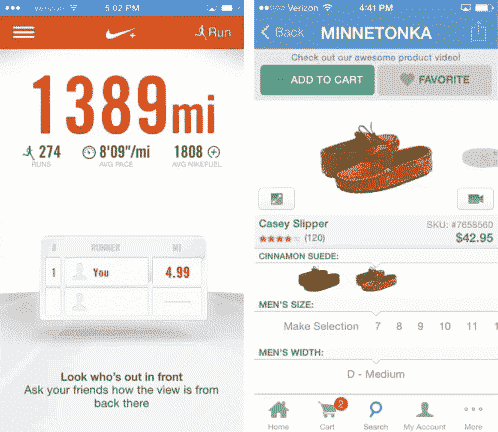 verizon 5:02 PM
Run
1389mi
274 8'09"/mi 1808
RUNS AVG PACE AVG NIKEFUEL
# RUNNER MI
1 You 4.99
Look who's out in front
Ask your friends how the view is from
back there
Verizon 4:41 PM
Back MINNETONKA
Check out our awesome product video!
ADD TO CART FAVORITE
Casey Slipper SKU: #7658560
(120) $42.95
CINNAMON SUEDE:
MEN'S SIZE:
Make Selection 7 8 9 10 11 1
MEN'S WIDTH:
D - Medium
2
Home Cart Search My Account More